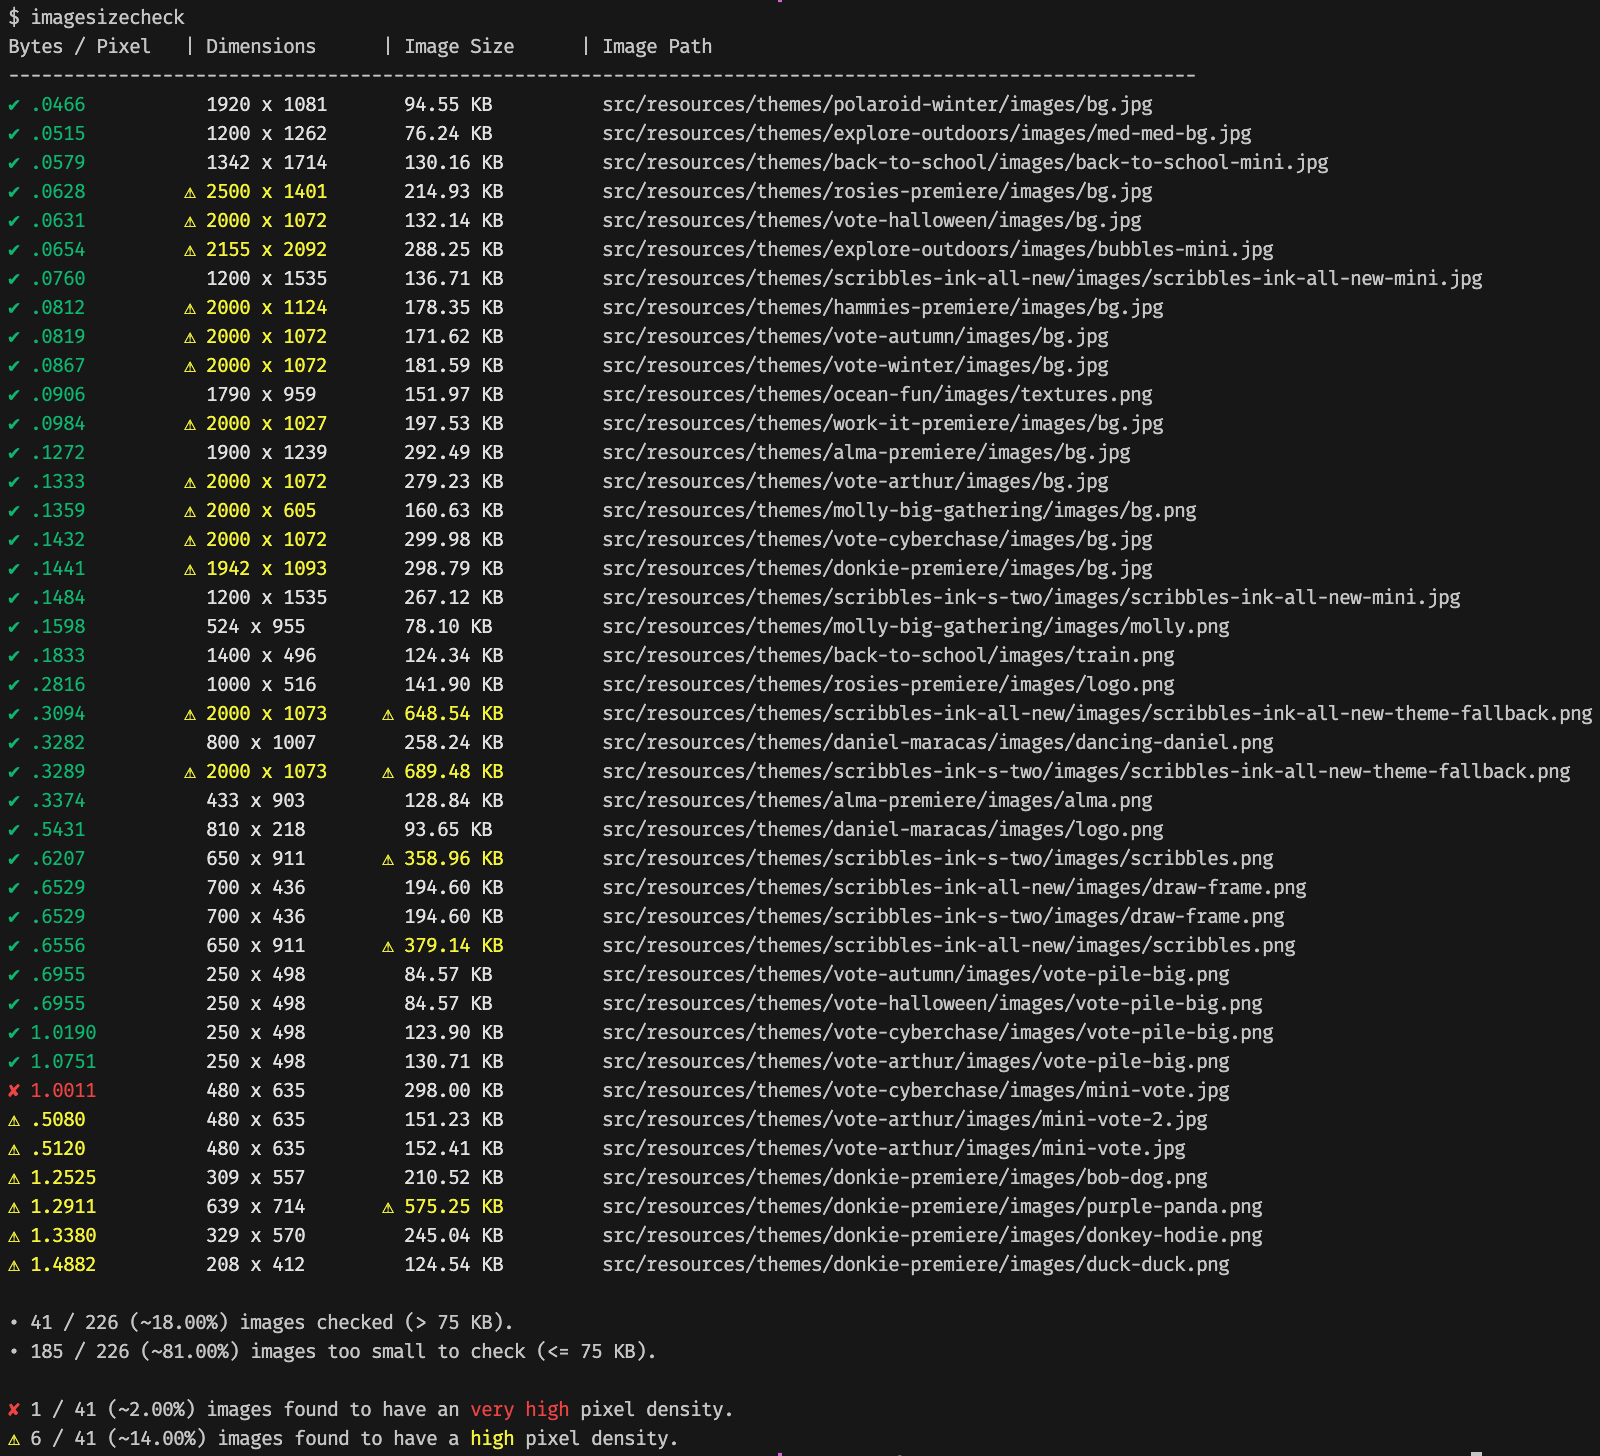 $ imagesizecheck
Bytes / Pixel | Dimensions | Image Size | Image Path
------------------------------------------------------------------------------------------------------------
✔ .0466 1920 x 1081 94.55 KB src/resources/themes/polaroid-winter/images/bg.jpg
✔ .0515 1200 x 1262 76.24 KB src/resources/themes/explore-outdoors/images/med-med-bg.jpg
✔ .0579 1342 x 1714 130.16 KB src/resources/themes/back-to-school/images/back-to-school-mini.jpg
✔ .0628 ⚠ 2500 x 1401 214.93 KB src/resources/themes/rosies-premiere/images/bg.jpg
✔ .0631 ⚠ 2000 x 1072 132.14 KB src/resources/themes/vote-halloween/images/bg.jpg
✔ .0654 ⚠ 2155 x 2092 288.25 KB src/resources/themes/explore-outdoors/images/bubbles-mini.jpg
✔ .0760 1200 x 1535 136.71 KB src/resources/themes/scribbles-ink-all-new/images/scribbles-ink-all-new-mini.jpg
✔ .0812 ⚠ 2000 x 1124 178.35 KB src/resources/themes/hammies-premiere/images/bg.jpg
✔ .0819 ⚠ 2000 x 1072 171.62 KB src/resources/themes/vote-autumn/images/bg.jpg
✔ .0867 ⚠ 2000 x 1072 181.59 KB src/resources/themes/vote-winter/images/bg.jpg
✔ .0906 1790 x 959 151.97 KB src/resources/themes/ocean-fun/images/textures.png
✔ .0984 ⚠ 2000 x 1027 197.53 KB src/resources/themes/work-it-premiere/images/bg.jpg
✔ .1272 1900 x 1239 292.49 KB src/resources/themes/alma-premiere/images/bg.jpg
✔ .1333 ⚠ 2000 x 1072 279.23 KB src/resources/themes/vote-arthur/images/bg.jpg
✔ .1359 ⚠ 2000 x 605 160.63 KB src/resources/themes/molly-big-gathering/images/bg.png
✔ .1432 ⚠ 2000 x 1072 299.98 KB src/resources/themes/vote-cyberchase/images/bg.jpg
✔ .1441 ⚠ 1942 x 1093 298.79 KB src/resources/themes/donkie-premiere/images/bg.jpg
✔ .1484 1200 x 1535 267.12 KB src/resources/themes/scribbles-ink-s-two/images/scribbles-ink-all-new-mini.jpg
✔ .1598 524 x 955 78.10 KB src/resources/themes/molly-big-gathering/images/molly.png
✔ .1833 1400 x 496 124.34 KB src/resources/themes/back-to-school/images/train.png
✔ .2816 1000 x 516 141.90 KB src/resources/themes/rosies-premiere/images/logo.png
✔ .3094 ⚠ 2000 x 1073 ⚠ 648.54 KB src/resources/themes/scribbles-ink-all-new/images/scribbles-ink-all-new-theme-fallback.png
✔ .3282 800 x 1007 258.24 KB src/resources/themes/daniel-maracas/images/dancing-daniel.png
✔ .3289 ⚠ 2000 x 1073 ⚠ 689.48 KB src/resources/themes/scribbles-ink-s-two/images/scribbles-ink-all-new-theme-fallback.png
✔ .3374 433 x 903 128.84 KB src/resources/themes/alma-premiere/images/alma.png
✔ .5431 810 x 218 93.65 KB src/resources/themes/daniel-maracas/images/logo.png
✔ .6207 650 x 911 ⚠ 358.96 KB src/resources/themes/scribbles-ink-s-two/images/scribbles.png
✔ .6529 700 x 436 194.60 KB src/resources/themes/scribbles-ink-all-new/images/draw-frame.png
✔ .6529 700 x 436 194.60 KB src/resources/themes/scribbles-ink-s-two/images/draw-frame.png
✔ .6556 650 x 911 ⚠ 379.14 KB src/resources/themes/scribbles-ink-all-new/images/scribbles.png
✔ .6955 250 x 498 84.57 KB src/resources/themes/vote-autumn/images/vote-pile-big.png
✔ .6955 250 x 498 84.57 KB src/resources/themes/vote-halloween/images/vote-pile-big.png
✔ 1.0190 250 x 498 123.90 KB src/resources/themes/vote-cyberchase/images/vote-pile-big.png
✔ 1.0751 250 x 498 130.71 KB src/resources/themes/vote-arthur/images/vote-pile-big.png
✘ 1.0011 480 x 635 298.00 KB src/resources/themes/vote-cyberchase/images/mini-vote.jpg
⚠ .5080 480 x 635 151.23 KB src/resources/themes/vote-arthur/images/mini-vote-2.jpg
⚠ .5120 480 x 635 152.41 KB src/resources/themes/vote-arthur/images/mini-vote.jpg
⚠ 1.2525 309 x 557 210.52 KB src/resources/themes/donkie-premiere/images/bob-dog.png
⚠ 1.2911 639 x 714 ⚠ 575.25 KB src/resources/themes/donkie-premiere/images/purple-panda.png
⚠ 1.3380 329 x 570 245.04 KB src/resources/themes/donkie-premiere/images/donkey-hodie.png
⚠ 1.4882 208 x 412 124.54 KB src/resources/themes/donkie-premiere/images/duck-duck.png
• 41 / 226 (~18.00%) images checked (> 75 KB).
• 185 / 226 (~81.00%) images too small to check (<= 75 KB).
✘ 1 / 41 (~2.00%) images found to have an very high pixel density.
⚠ 6 / 41 (~14.00%) images found to have a high pixel density.